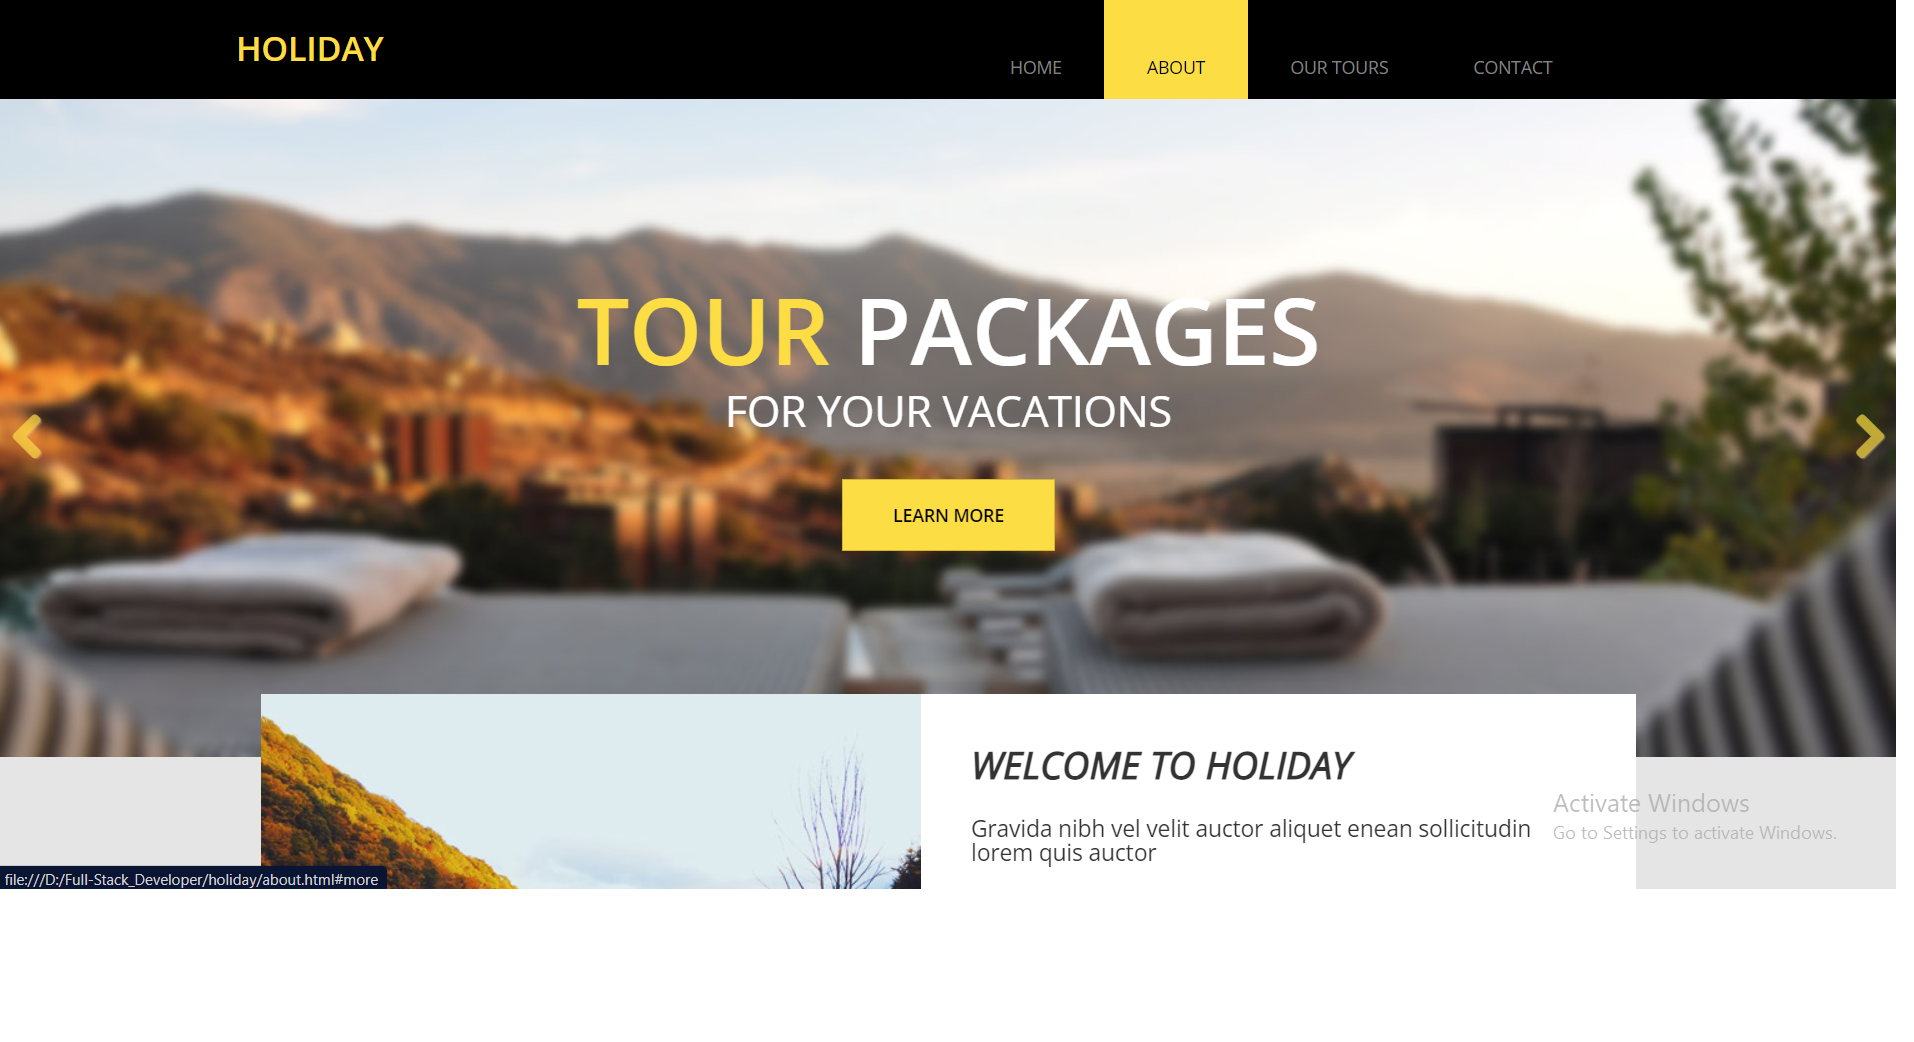 HOLIDAY
HOME
ABOUT
OUR TOURS
CONTACT
TOUR PACKAGES
FOR YOUR VACATIONS
LEARN MORE
WELCOME TO HOLIDAY
Gravida nibh vel velit auctor aliquet enean sollicitudin
lorem quis auctor
Activate Windows
Go to Settings to activate Windows.
file:///D:/Full-Stack_Developer/holiday/about.html#more